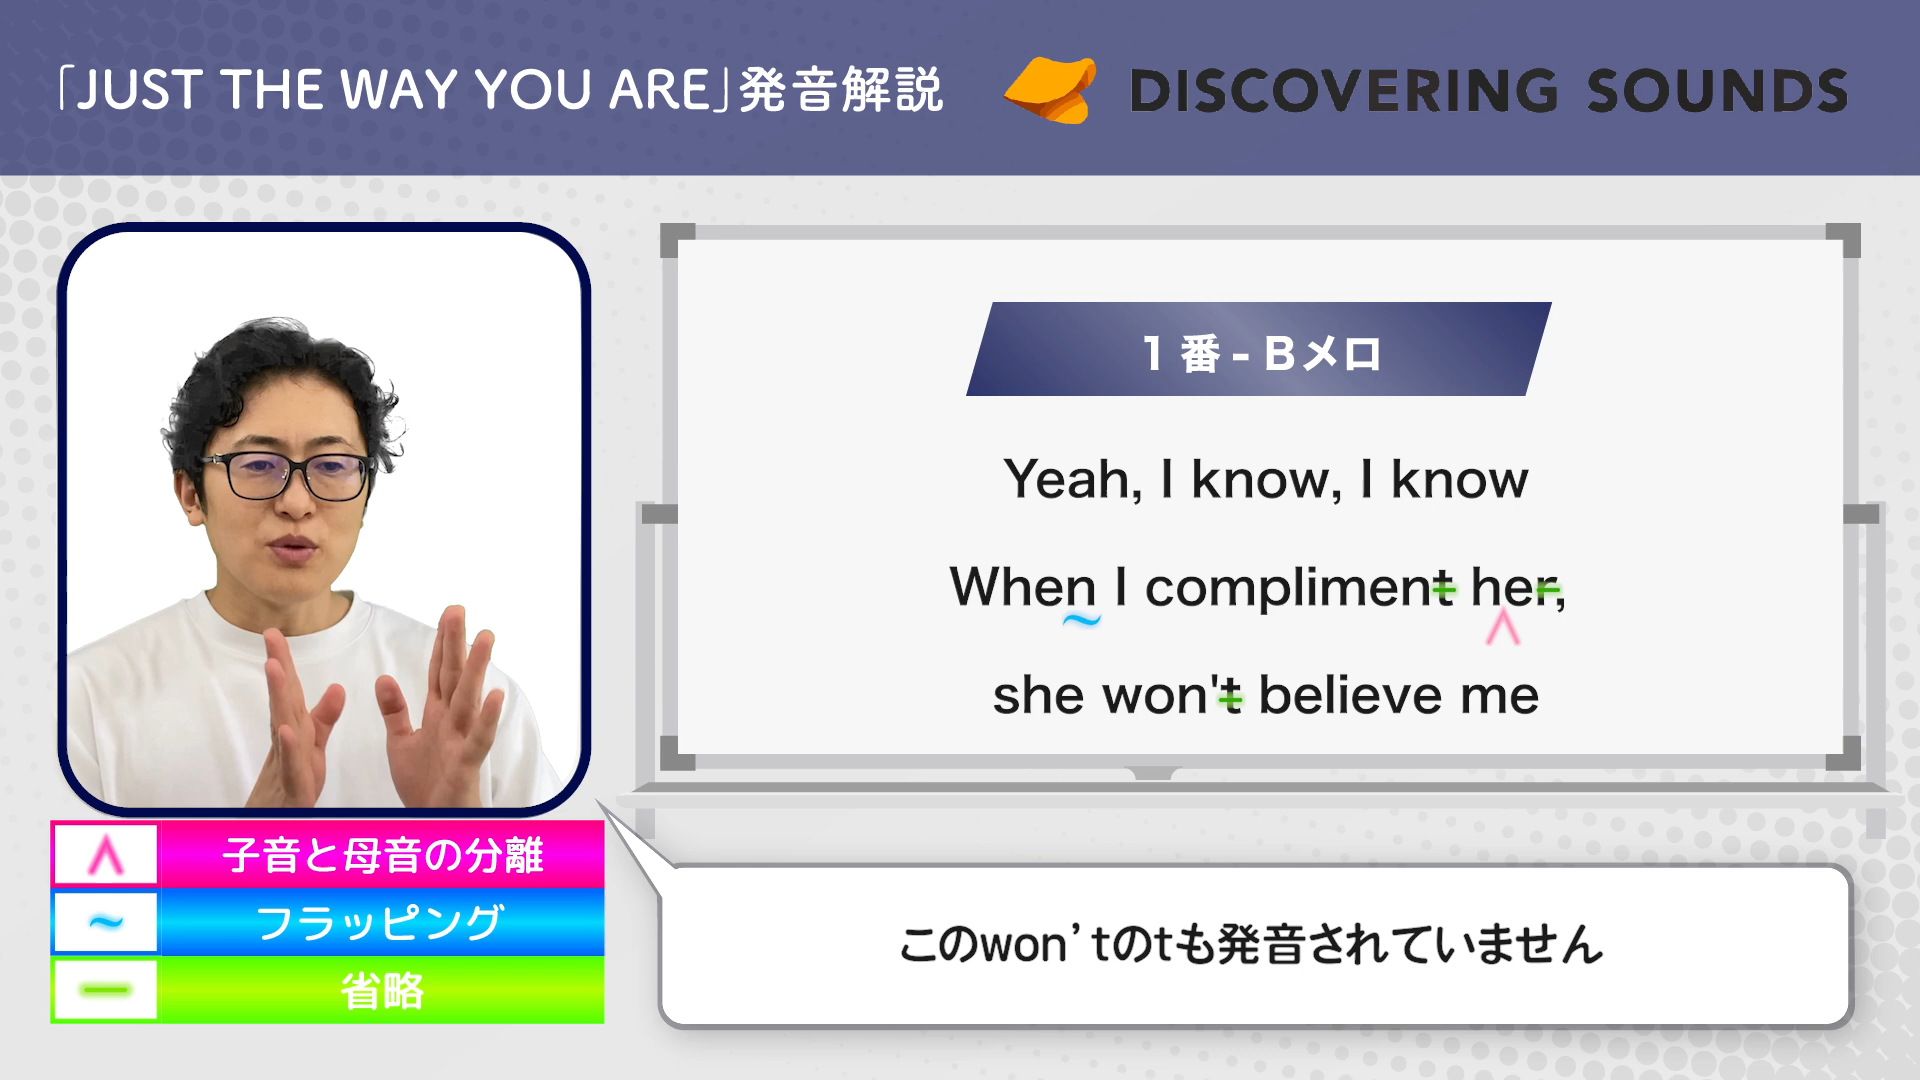 「JUST THE WAY YOU ARE」発音解説
DISCOVERING SOUNDS
1番-Bメロ
Yeah, I know, I know
When I compliment her,
she won't believe me
子音と母音の分離
フラッピング
省略
このwon’tのtも発音されていません